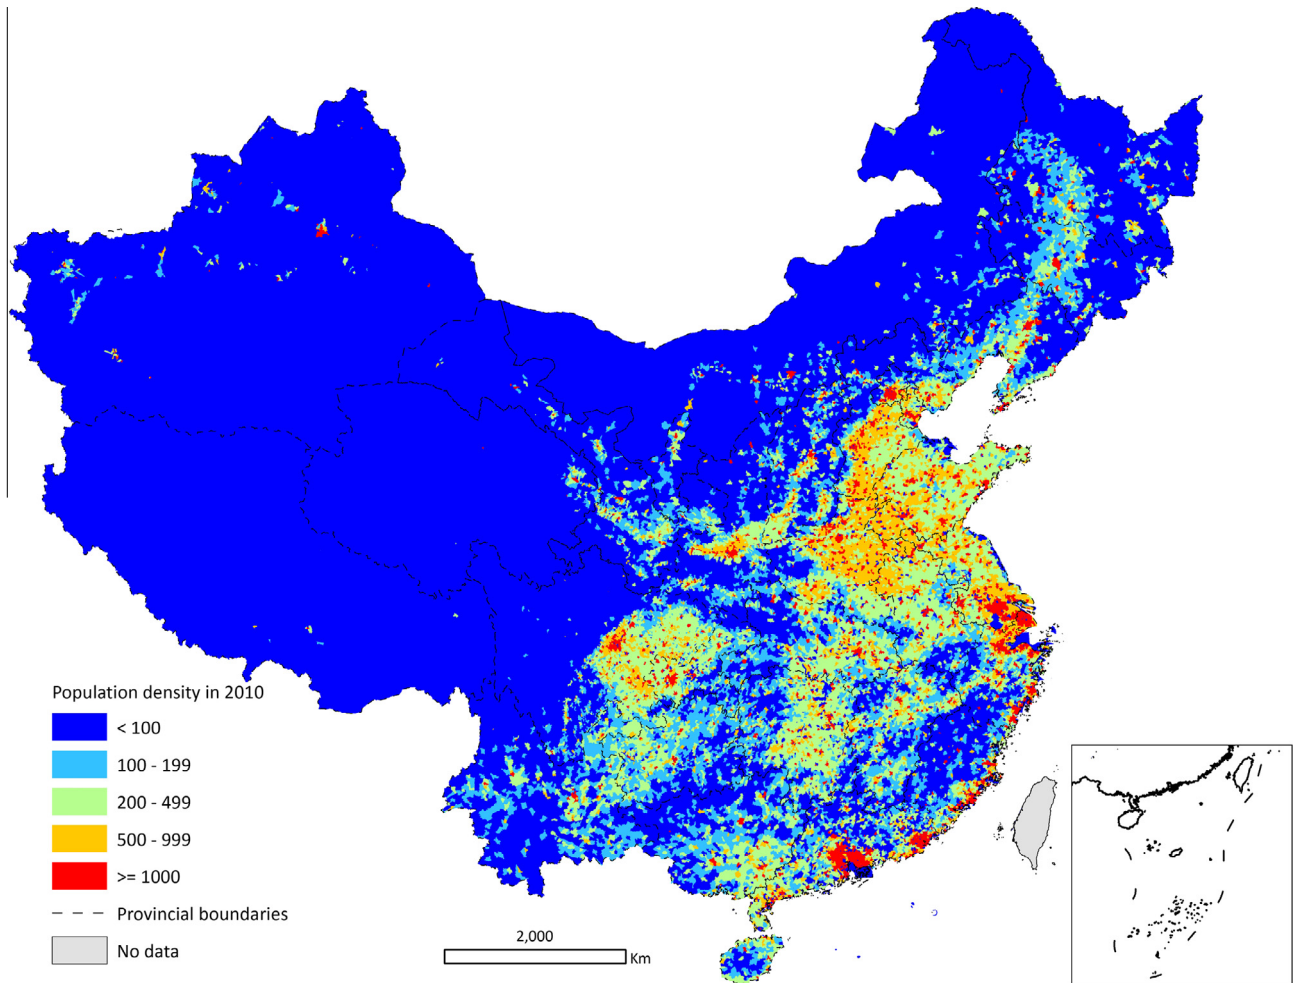 Population density in 2010
< 100
100 - 199
200 - 499
500 - 999
>= 1000
Provincial boundaries
No data
2,000
Km